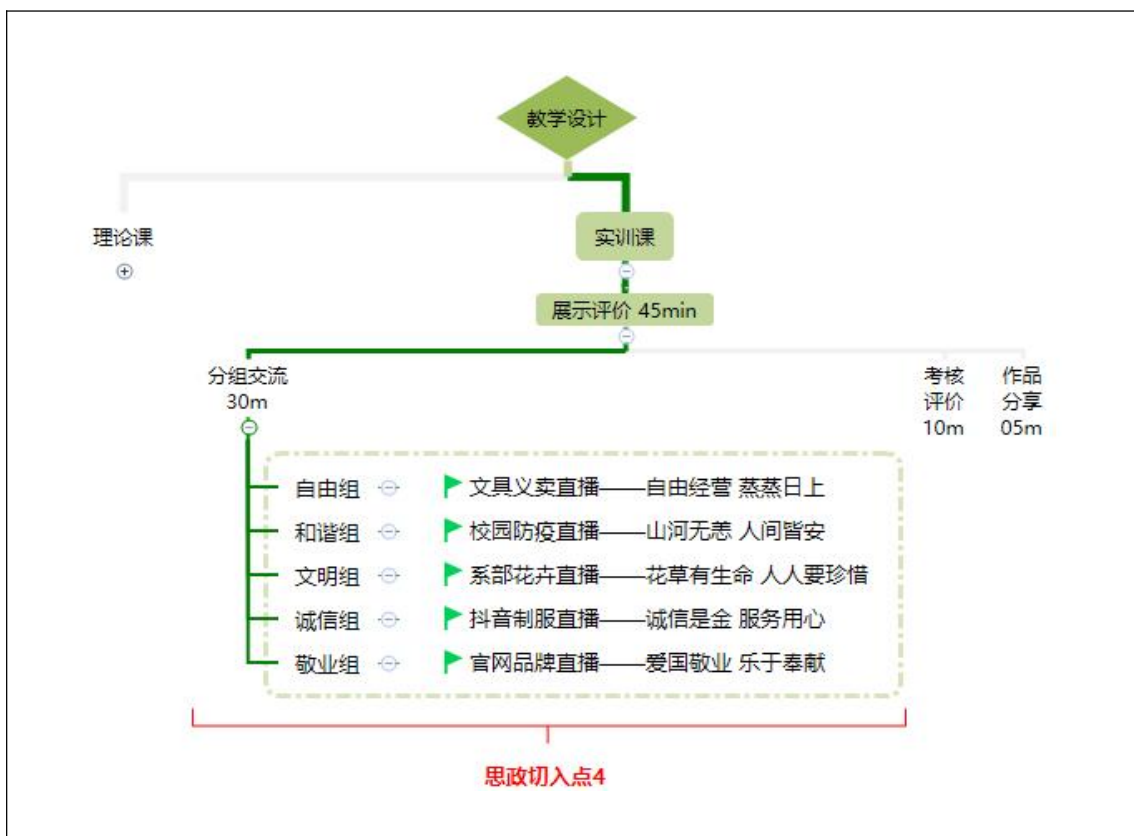 教学设计
理论课
实训课
展示评价 45min
分组交流
30m
考核
评价
10m
作品
分享
05m
自由组 文具义卖直播——自由经营 蒸蒸日上
和谐组 校园防疫直播——山河无恙 人间皆安
文明组 系部花卉直播——花草有生命 人人要珍惜
诚信组 抖音制服直播——诚信是金 服务用心
敬业组 官网品牌直播——爱国敬业 乐于奉献
思政切入点4